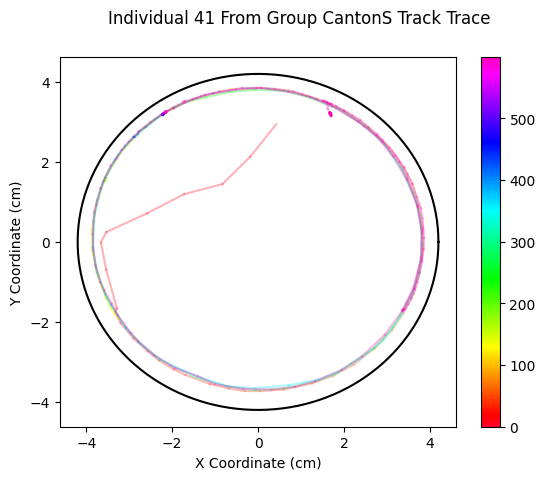 Individual 41 From Group CantonS Track Trace
4
2
0
−2
−4
Y Coordinate (cm)
−4 −2 0 2 4
X Coordinate (cm)
500
400
300
200
100
0